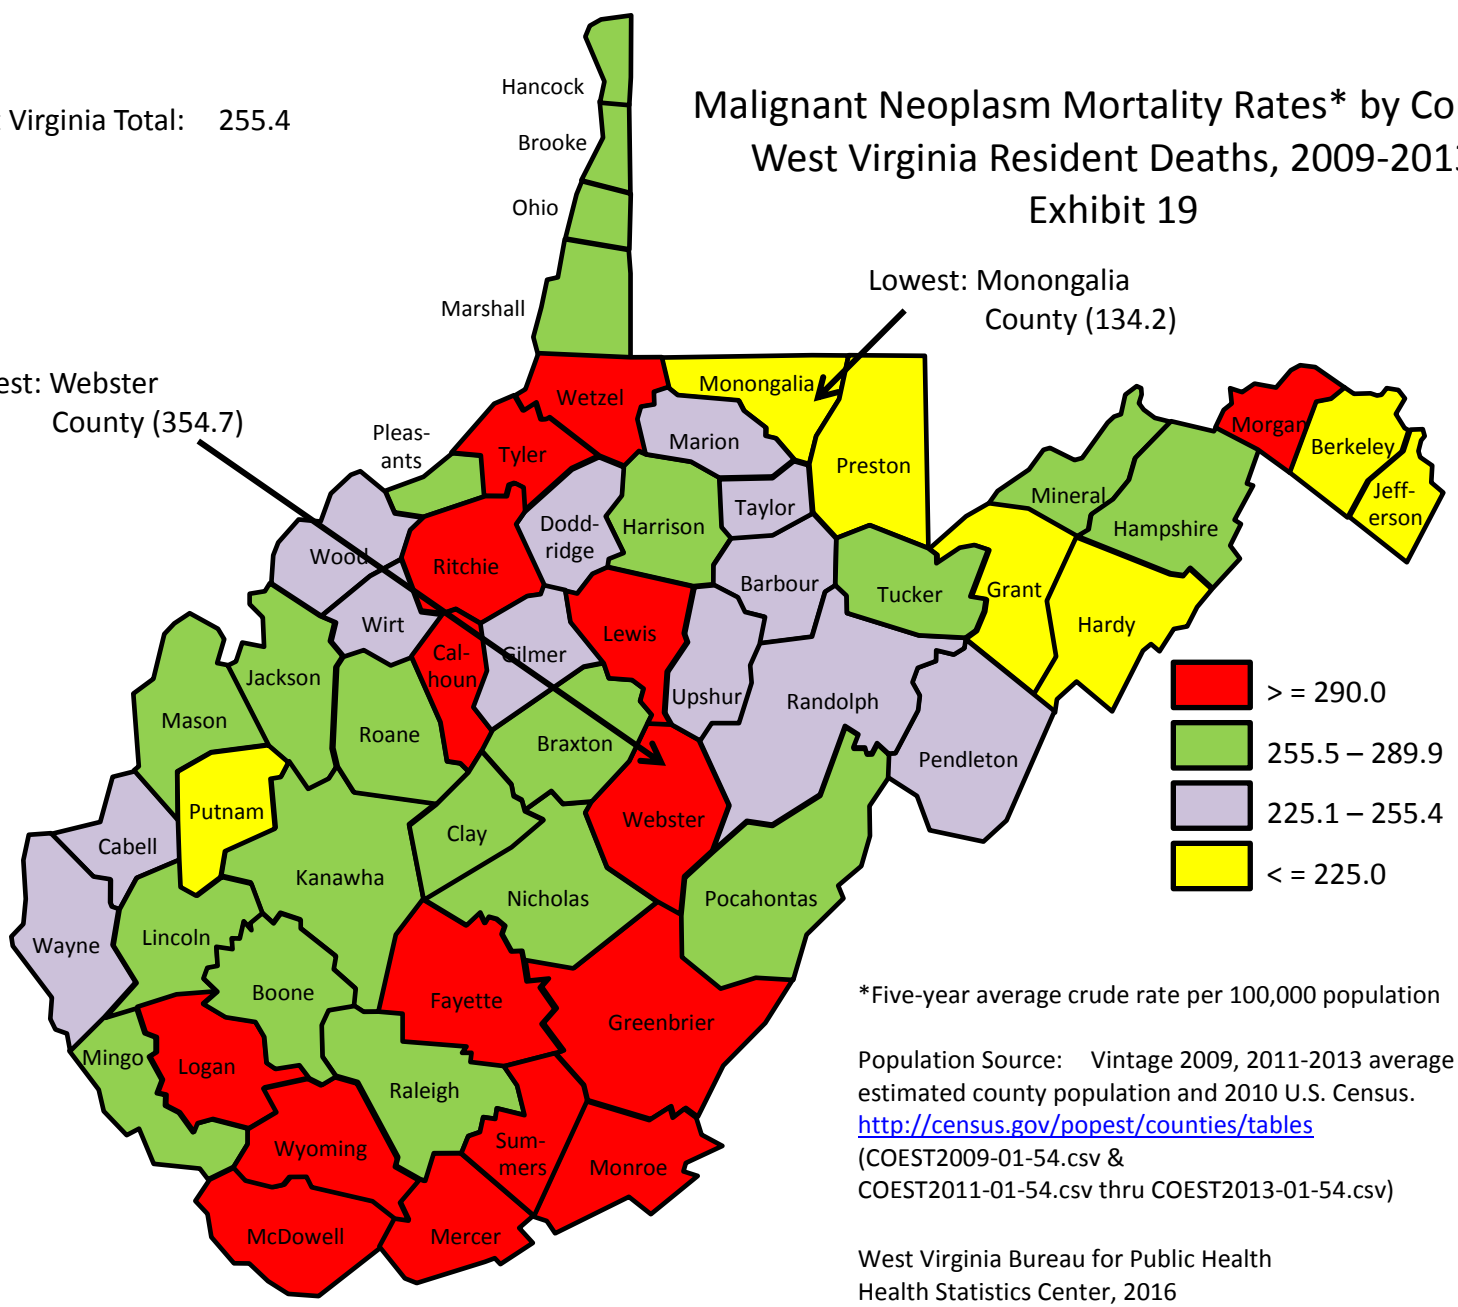 Virginia Total: 255.4
Malignant Neoplasm Mortality Rates* by
West Virginia Resident Deaths,
Exhibit 19
Lowest: Monongalia
County (134.2)
Webster
County (354.7)
Hancock
Brooke
Ohio
Marshall
Wetzel
Monongalia
Marion
Preston
Pleas-
ants
Tyler
Taylor
Dodd-
ridge
Harrison
Wood
Ritchie
Barbour
Tucker
Mineral
Hampshire
Morgan
Berkeley
Jeff-
erson
Grant
Hardy
Wirt
Cal-
houn
Gilmer
Lewis
Upshur
Randolph
Pendleton
Jackson
Mason
Roane
Braxton
Webster
Putnam
Cabell
Clay
Kanawha
Nicholas
Pocahontas
Wayne
Lincoln
Boone
Fayette
Greenbrier
Mingo
Logan
Raleigh
Wyoming
Sum-
mers
Monroe
McDowell
Mercer
> = 290.0
255.5 – 289.9
225.1 – 255.4
< = 225.0
*Five-year average crude rate per 100,000 population
Population Source: Vintage 2009, 2011-2013 average
estimated county population and 2010 U.S. Census.
http://census.gov/popest/counties/tables
(COEST2009-01-54.csv &
COEST2011-01-54.csv thru COEST2013-01-54.csv)
West Virginia Bureau for Public Health
Health Statistics Center, 2016